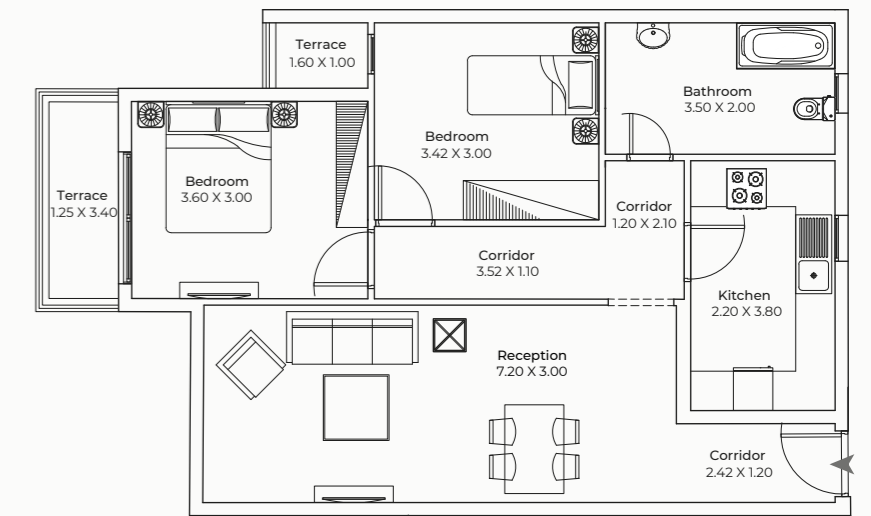 Terrace
1.60 X 1.00
Bathroom
3.50 X 2.00
Bedroom
3.42 X 3.00
Bedroom
3.60 X 3.00
Terrace
1.25 X 3.40
Corridor
1.20 X 2.10
Corridor
3.52 X 1.10
Kitchen
2.20 X 3.80
Reception
7.20 X 3.00
Corridor
2.42 X 1.20